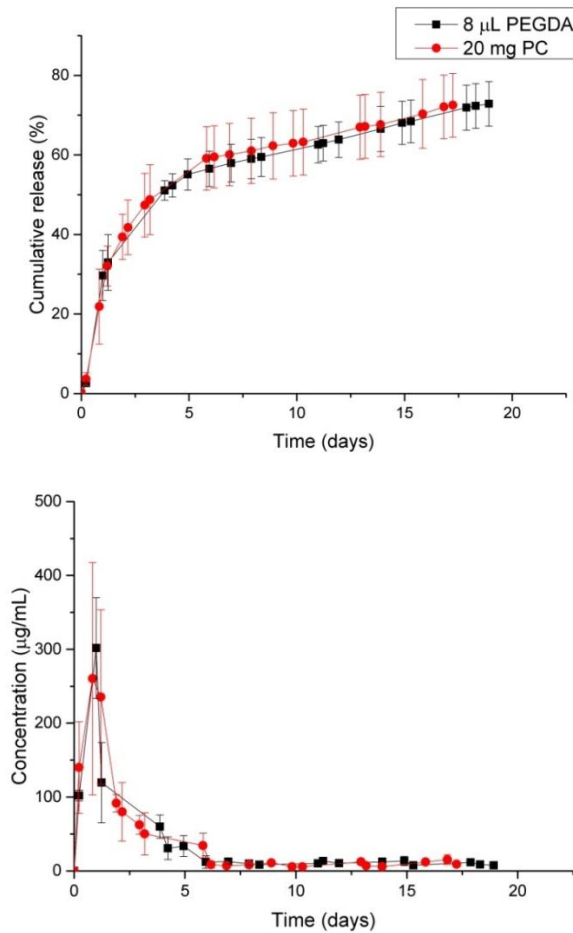 8 μL PEGDA
20 mg PC
80
60
40
20
0
Cumulative release (%)
0 5 10 15 20
Time (days)
500
400
300
200
100
0
Concentration (μg/mL)
0 5 10 15 20
Time (days)